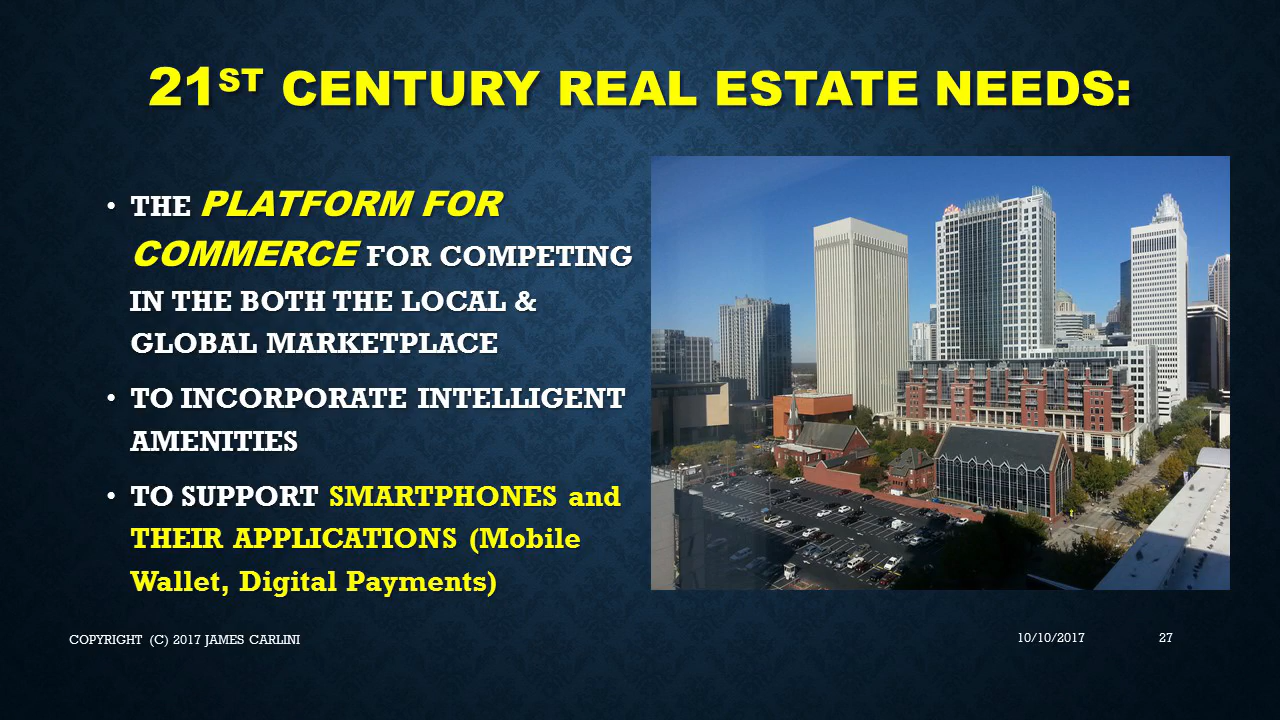 21ST CENTURY REAL ESTATE NEEDS:
• THE PLATFORM FOR
COMMERCE FOR COMPETING
IN THE BOTH THE LOCAL &
GLOBAL MARKETPLACE
• TO INCORPORATE INTELLIGENT
AMENITIES
• TO SUPPORT SMARTPHONES and
THEIR APPLICATIONS (Mobile
Wallet, Digital Payments)
COPYRIGHT (C) 2017 JAMES CARLINI
10/10/2017
27